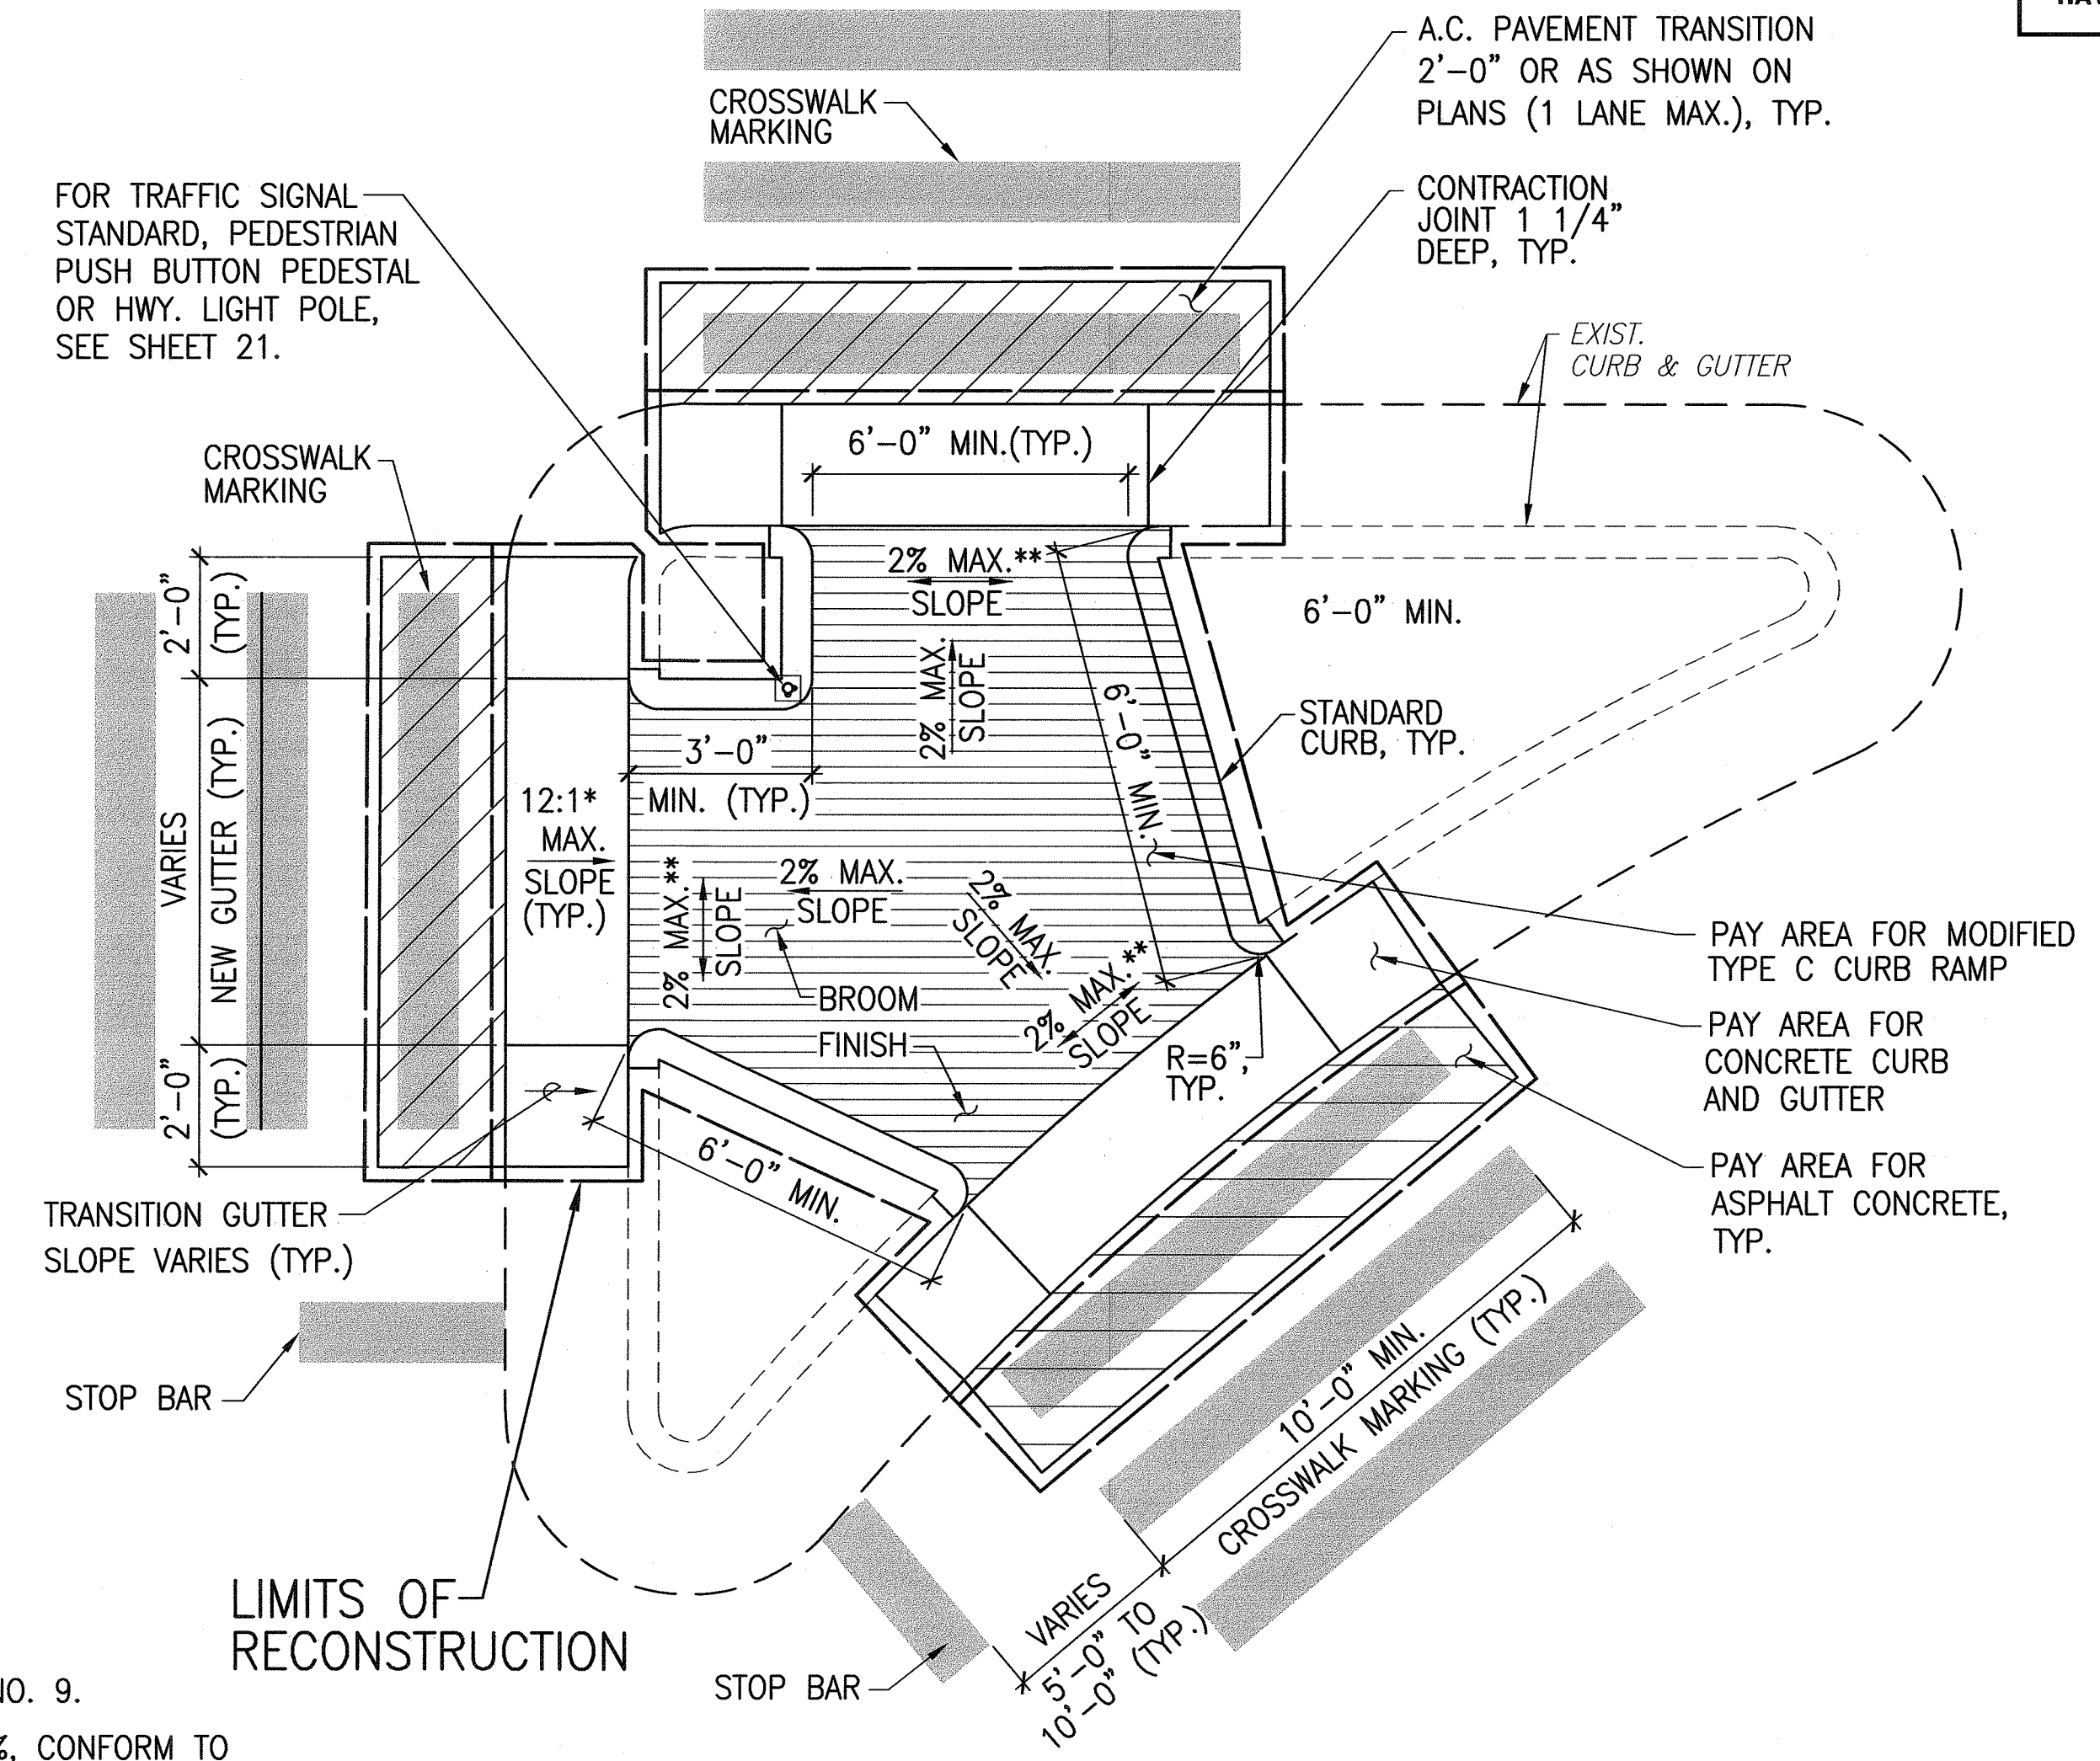 A.C. PAVEMENT TRANSITION
2'-0" OR AS SHOWN ON
PLANS (1 LANE MAX.), TYP.
CROSSWALK
MARKING
FOR TRAFFIC SIGNAL
STANDARD, PEDESTRIAN
PUSH BUTTON PEDESTAL
OR HWY. LIGHT POLE,
SEE SHEET 21.
CONTRACTION
JOINT 1 1/4"
DEEP, TYP.
EXIST.
CURB & GUTTER
CROSSWALK
MARKING
6'-0" MIN.(TYP.)
2'-0"
(TYP.)
2% MAX.**
SLOPE
6'-0" MIN.
2% MAX.
SLOPE
6'-0" MIN.
STANDARD
CURB, TYP.
3'-0"
MIN. (TYP.)
VARIES
NEW GUTTER (TYP.)
12:1*
MAX.
SLOPE
(TYP.)
2% MAX.**
SLOPE
2% MAX.
SLOPE
2% MAX.
SLOPE
2% MAX.**
SLOPE
BROOM
FINISH
R=6",
TYP.
PAY AREA FOR MODIFIED
TYPE C CURB RAMP
PAY AREA FOR
CONCRETE CURB
AND GUTTER
PAY AREA FOR
ASPHALT CONCRETE,
TYP.
2'-0"
(TYP.)
6'-0" MIN.
TRANSITION GUTTER
SLOPE VARIES (TYP.)
STOP BAR
10'-0" MIN.
CROSSWALK MARKING (TYP.)
VARIES
5'-0" TO
10'-0" (TYP.)
LIMITS OF
RECONSTRUCTION
STOP BAR
NO. 9.
%, CONFORM TO